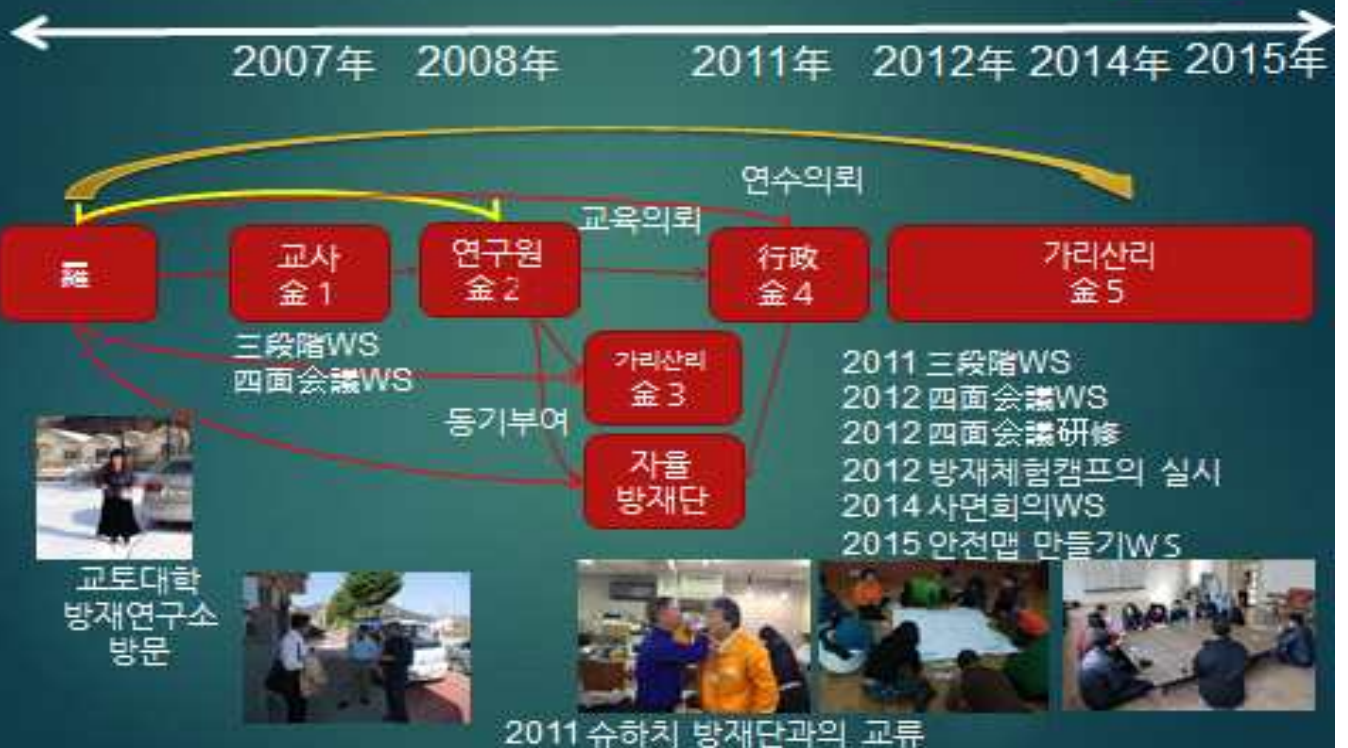 2007年 2008年 2011年 2012年 2014年 2015年
연수의뢰
교육의뢰
羅
교사
金1
연구원
金2
行政
金4
가리산리
金5
三段階WS
四面会議WS
가리산리
金3
동기부여
자율
방재단
2011 三段階WS
2012 四面会議WS
2012 四面会議研修
2012 방재체험캠프의 실시
2014 사면회의WS
2015 안전맵 만들기WS
교토대학
방재연구소
방문
2011 슈하치 방재단과의 교류